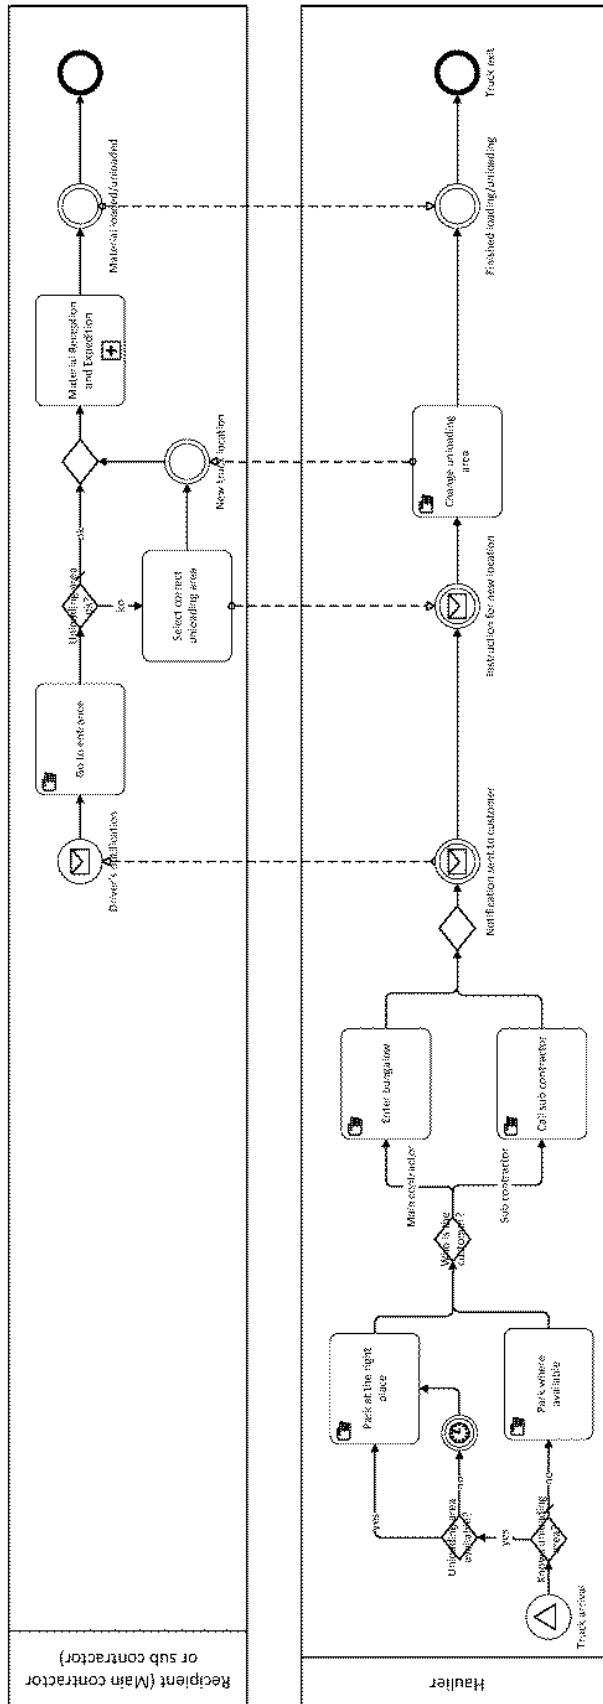 Recipient (Main contractor
or sub contractor)
Driver's notification
Go to entrance
Unloading area
ok?
ok
ko
Select correct
unloading area
New truck location
Material Reception
and Expedition
Material loaded/unloaded
Haulier
Truck arrival
Known unloading
area?
yes
no
Unloading area
available?
yes
no
Park at the right
place
Park where
available
Who is the
customer?
Main contractor
Sub contractor
Enter bungalow
Call sub contractor
Notification sent to customer
Instruction for new location
Change unloading
area
Finished loading/unloading
Truck exit